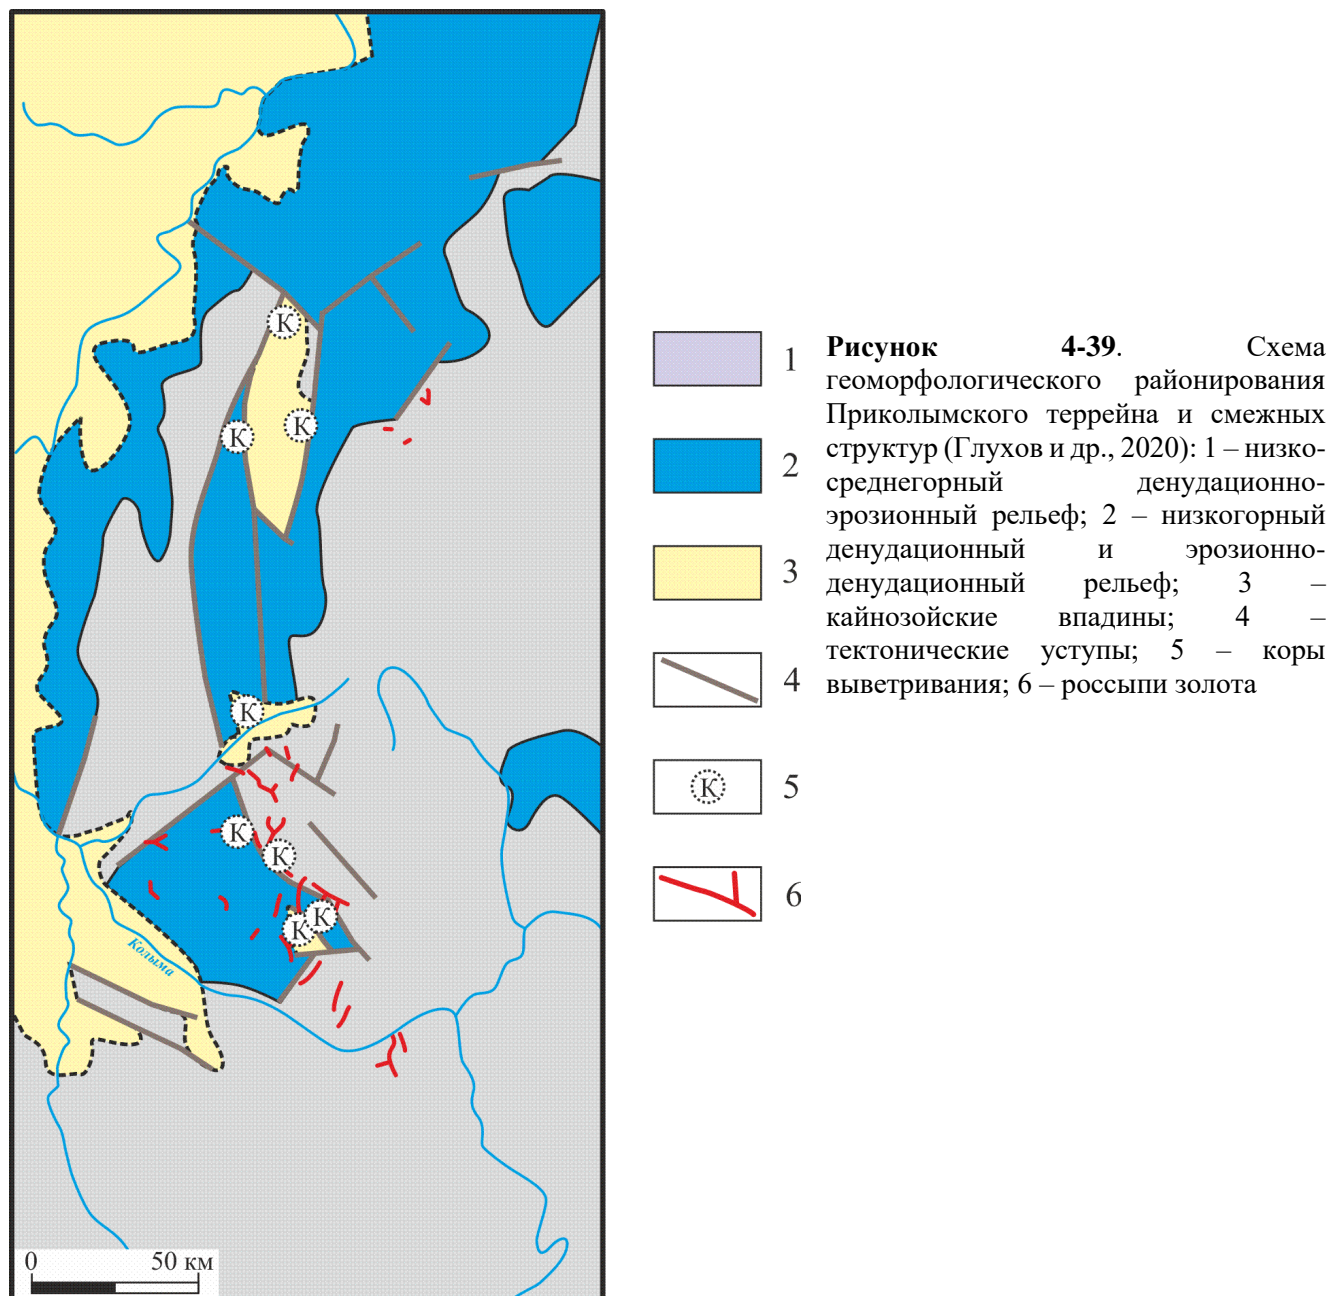 К
К
К
К
К
К
К
К
Колыма
0 50 км
1
2
3
4
К 5
6
Рисунок 4-39. Схема
геоморфологического районирования
Приколымского террейна и смежных
структур (Глухов и др., 2020): 1 – низко-
среднегорный денудационно-
эрозионный рельеф; 2 – низкогорный
денудационный и эрозионно-
денудационный рельеф; 3 –
кайнозойские впадины; 4 –
тектонические уступы; 5 – коры
выветривания; 6 – россыпи золота